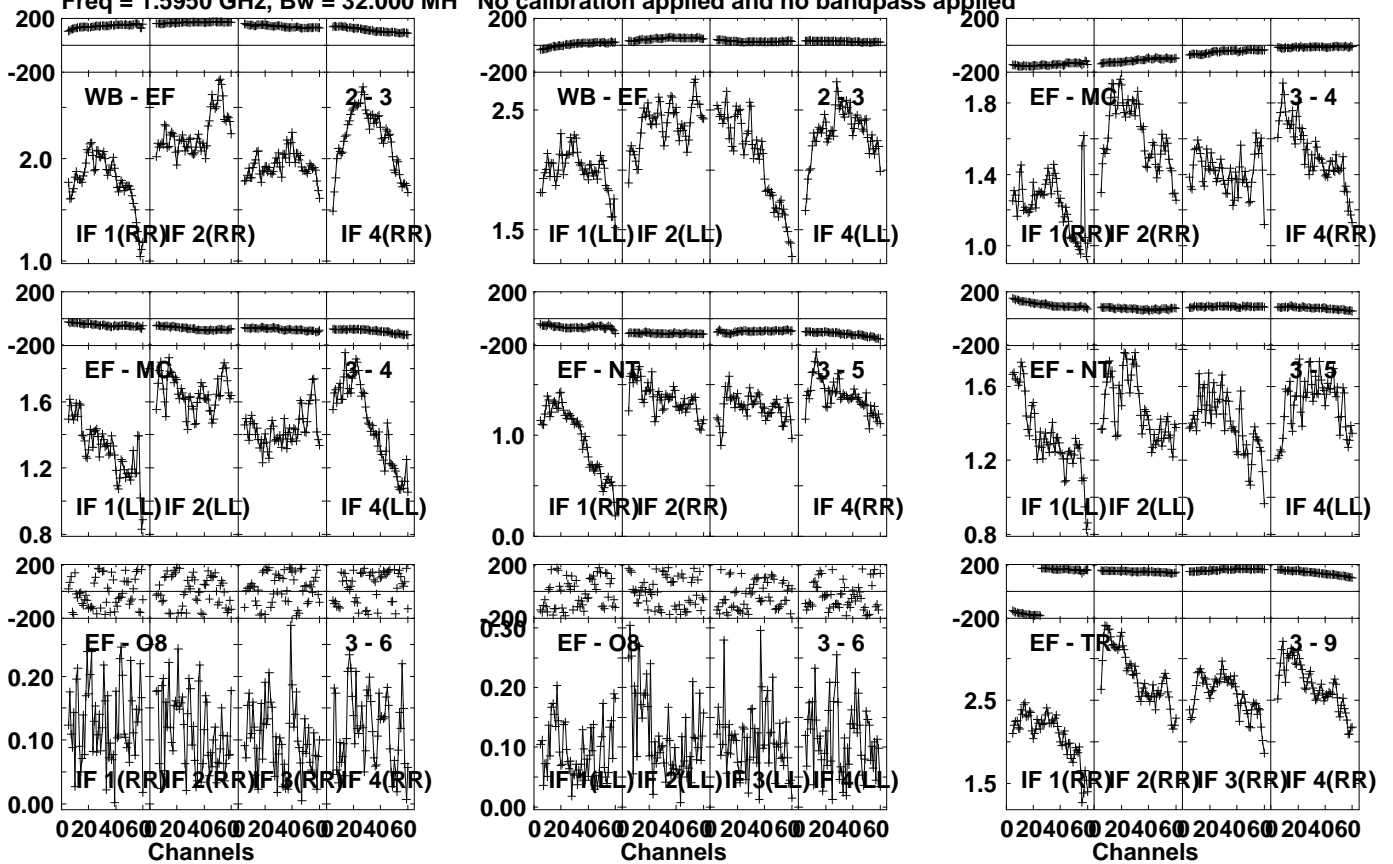 Freq = 1.5950 GHz, Bw = 32.000 MH No calibration applied and no bandpass applied
200
-200
WB - EF 2 - 3
2.0
1.0
IF 1(RR) IF 2(RR) IF 4(RR)
200
-200
WB - EF 2 - 3
2.5
1.5
IF 1(LL) IF 2(LL) IF 4(LL)
200
-200
EF - MC 3 - 4
1.8
1.4
1.0
IF 1(RR) IF 2(RR) IF 4(RR)
200
-200
EF - MC 3 - 4
1.6
1.2
0.8
IF 1(LL) IF 2(LL) IF 4(LL)
200
-200
EF - NT 3 - 5
1.0
0.0
IF 1(RR) IF 2(RR) IF 4(RR)
200
-200
EF - NT 3 - 5
1.6
1.2
0.8
IF 1(LL) IF 2(LL) IF 4(LL)
200
-200
EF - O8 3 - 6
0.20
0.10
0.00
IF 1(RR) IF 2(RR) IF 3(RR) IF 4(RR)
0 20 40 60 0 20 40 60 0 20 40 60 0 20 40 60
Channels
200
-200
0.30
EF - O8 3 - 6
0.20
0.10
0.00
IF 1(LL) IF 2(LL) IF 3(LL) IF 4(LL)
0 20 40 60 0 20 40 60 0 20 40 60 0 20 40 60
Channels
200
-200
EF - TR 3 - 9
2.5
1.5
IF 1(RR) IF 2(RR) IF 3(RR) IF 4(RR)
0 20 40 60 0 20 40 60 0 20 40 60 0 20 40 60
Channels